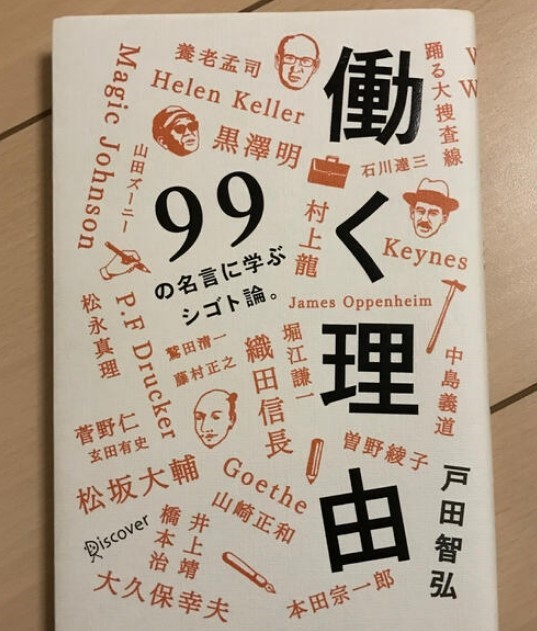 働く理由
99
の名言に学ぶ
シゴト論。
戸田智弘
養老孟司
踊る大捜査線
Helen Keller
Magic Johnson
黒澤明
石川遼三
山田ズーニー
村上龍
Keynes
James Oppenheim
松永真理
P.F Drucker
鷲田清一
藤村正之
織田信長
堀江謙一
中島義道
菅野仁
玄田有史
曽野綾子
松坂大輔
Goethe
山崎正和
Discover
橋本治
井上靖
大久保幸夫
本田宗一郎